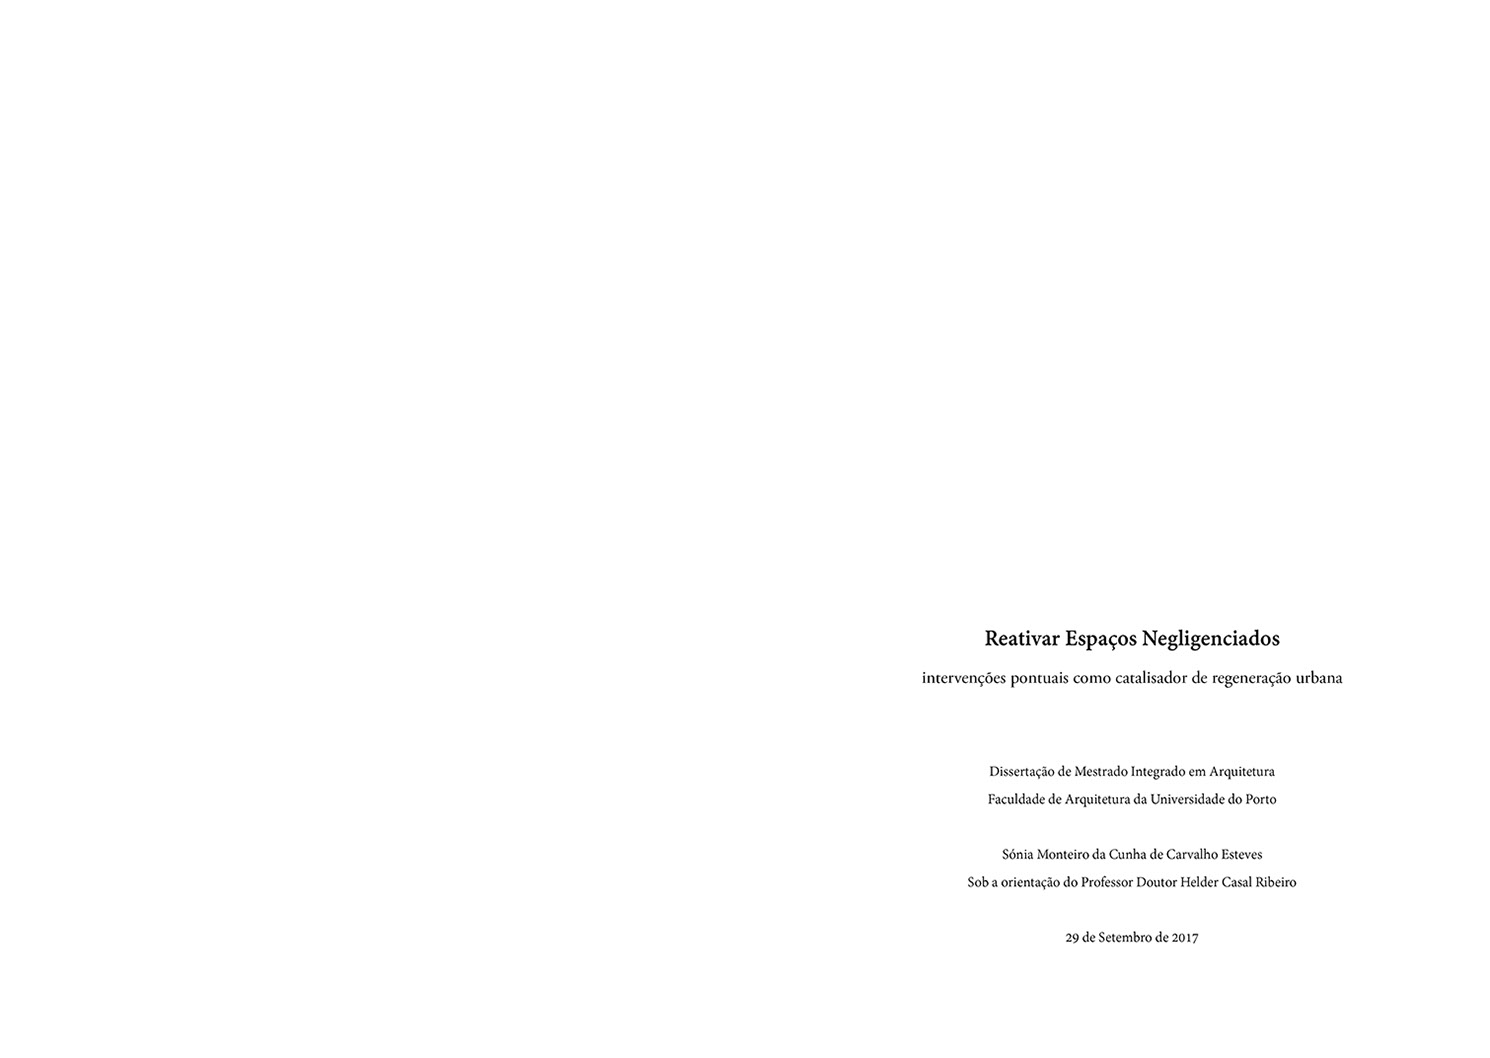 Reativar Espaços Negligenciados
intervenções pontuais como catalisador de regeneração urbana
Dissertação de Mestrado Integrado em Arquitetura
Faculdade de Arquitetura da Universidade do Porto
Sónia Monteiro da Cunha de Carvalho Esteves
Sob a orientação do Professor Doutor Helder Casal Ribeiro
29 de Setembro de 2017